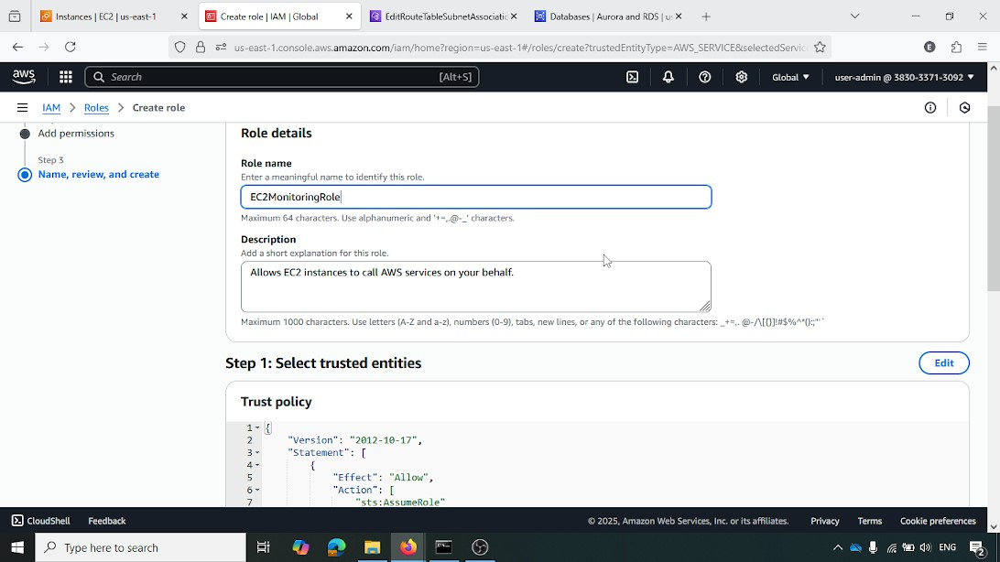 Instances | EC2 | us-east-1
Create role | IAM | Global
EditRouteTableSubnetAssociatio
Databases | Aurora and RDS | us
us-east-1.console.aws.amazon.com/iam/home?region=us-east-1#/roles/create?trustedEntityType=AWS_SERVICE&selectedServic
E
aws
Search
[Alt+S]
Global
user-admin @ 3830-3371-3092
IAM
Roles
Create role
Add permissions
Step 3
Name, review, and create
Role details
Role name
Enter a meaningful name to identify this role.
EC2MonitoringRole
Maximum 64 characters. Use alphanumeric and '+=,.@-_' characters.
Description
Add a short explanation for this role.
Allows EC2 instances to call AWS services on your behalf.
Maximum 1000 characters. Use letters (A-Z and a-z), numbers (0-9), tabs, new lines, or any of the following characters: _+=,. @-/\[{}]!#$%^*();:"'`
Step 1: Select trusted entities
Edit
Trust policy
1 {
2 "Version": "2012-10-17",
3 "Statement": [
4 {
5 "Effect": "Allow",
6 "Action": [
7 "sts:AssumeRole"
CloudShell
Feedback
© 2025, Amazon Web Services, Inc. or its affiliates.
Privacy
Terms
Cookie preferences
Type here to search
ENG
2